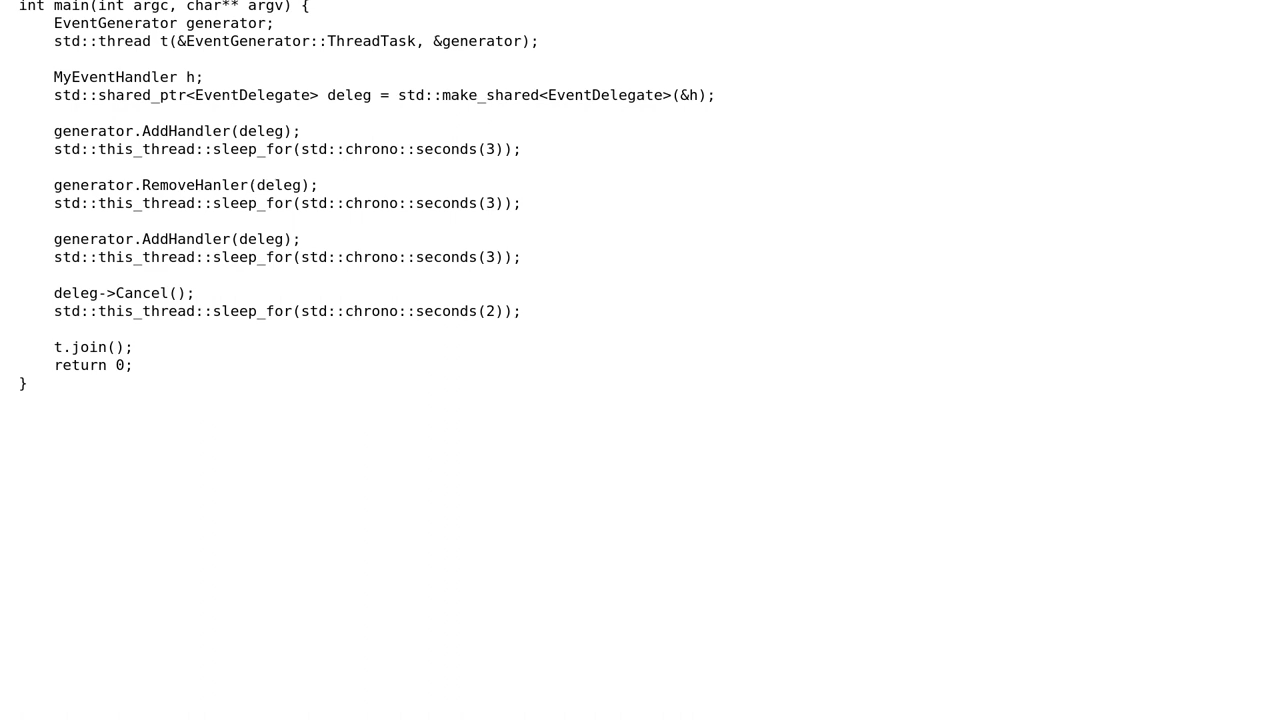 int main(int argc, char** argv) {
    EventGenerator generator;
    std::thread t(&EventGenerator::ThreadTask, &generator);

    MyEventHandler h;
    std::shared_ptr<EventDelegate> deleg = std::make_shared<EventDelegate>(&h);

    generator.AddHandler(deleg);
    std::this_thread::sleep_for(std::chrono::seconds(3));

    generator.RemoveHanler(deleg);
    std::this_thread::sleep_for(std::chrono::seconds(3));

    generator.AddHandler(deleg);
    std::this_thread::sleep_for(std::chrono::seconds(3));

    deleg->Cancel();
    std::this_thread::sleep_for(std::chrono::seconds(2));

    t.join();
    return 0;
}